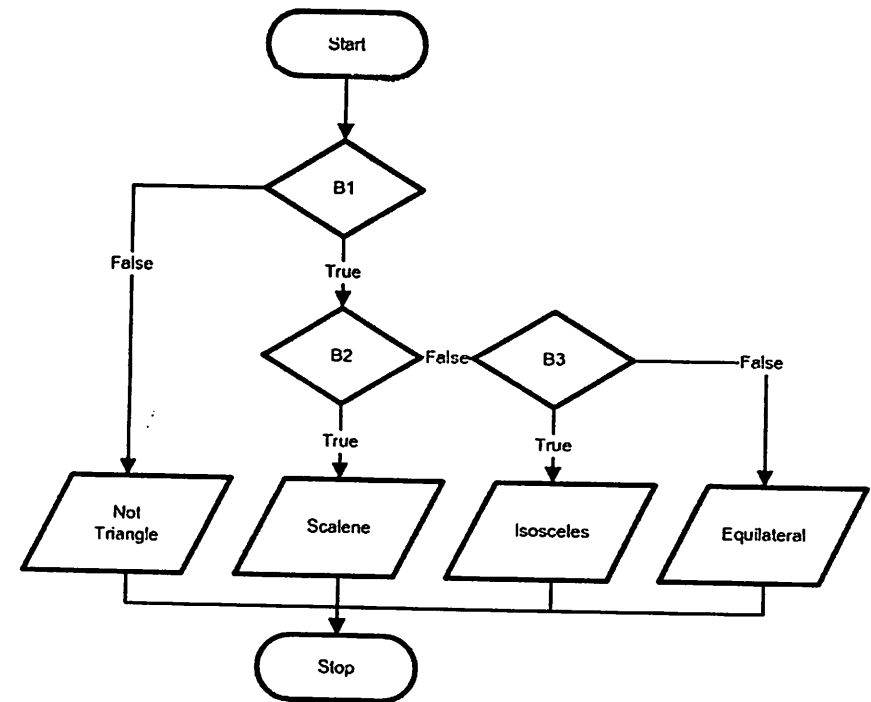 Start
B1
False
True
B2
False
B3
False
True
True
Not
Triangle
Scalene
Isosceles
Equilateral
Stop